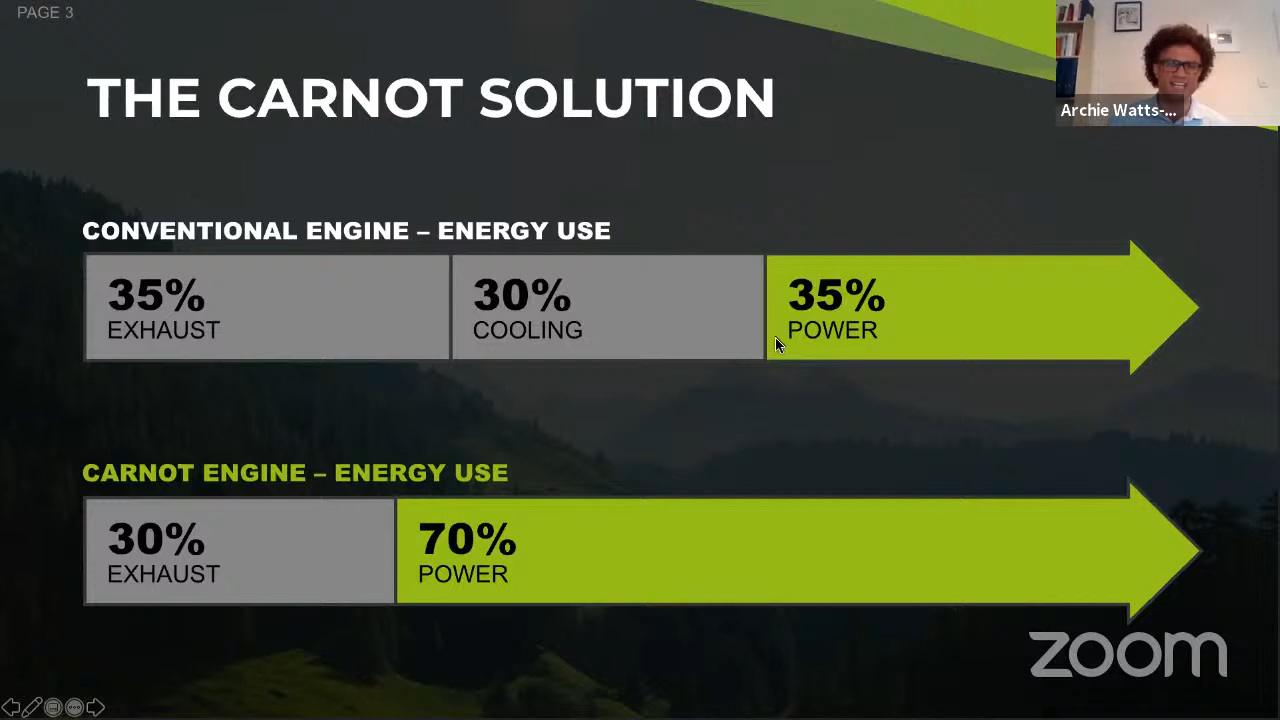 PAGE 3
THE CARNOT SOLUTION
Archie Watts-...
CONVENTIONAL ENGINE – ENERGY USE
35%
EXHAUST
30%
COOLING
35%
POWER
CARNOT ENGINE – ENERGY USE
30%
EXHAUST
70%
POWER
zoom